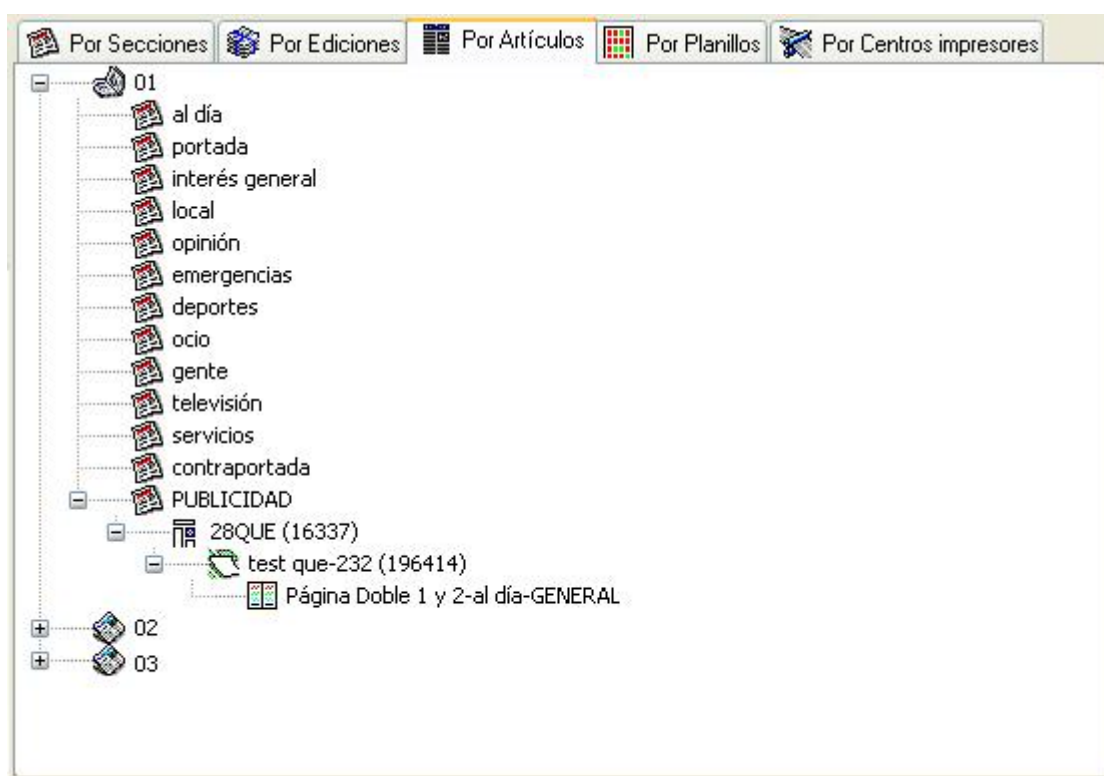 Por Secciones Por Ediciones Por Artículos Por Planillos Por Centros impresores
01
al día
portada
interés general
local
opinión
emergencias
deportes
ocio
gente
televisión
servicios
contraportada
PUBLICIDAD
28QUE (16337)
test que-232 (196414)
Página Doble 1 y 2-al día-GENERAL
02
03